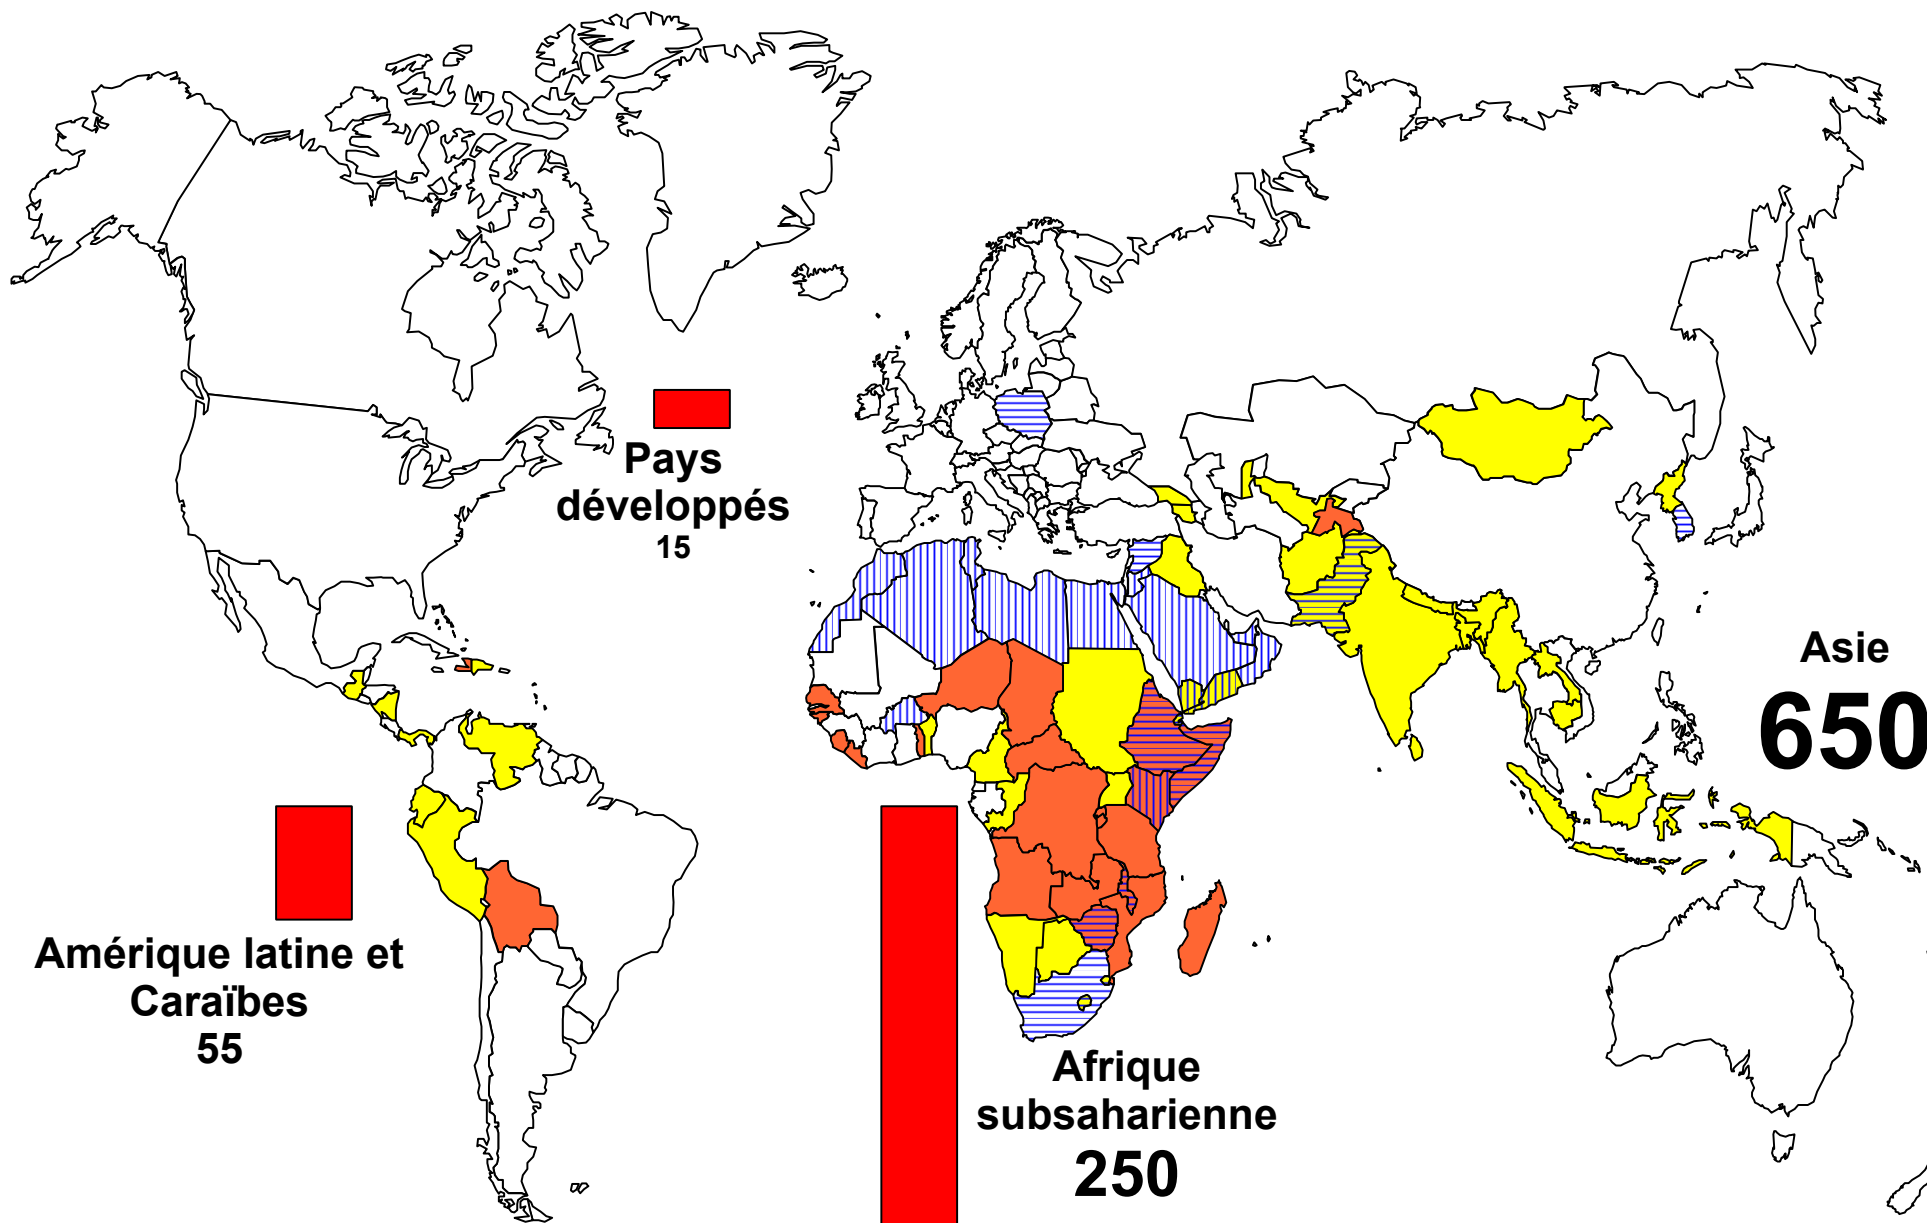 Pays
développés
15
Asie
650
Amérique latine et
Caraïbes
55
Afrique
subsaharienne
250